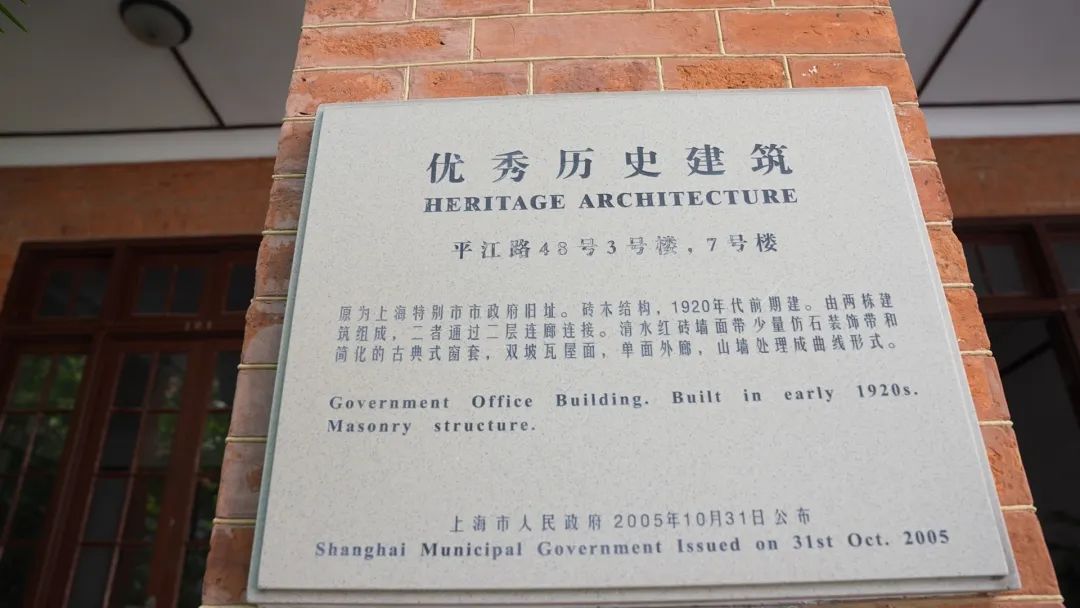 优秀历史建筑
HERITAGE ARCHITECTURE
平江路48号3号楼，7号楼
原为上海特别市市政府旧址。砖木结构，1920年代前期建。由两栋建
筑组成，二者通过二层连廊连接。清水红砖墙面带少量仿石装饰带和
简化的古典式窗套，双坡瓦屋面，单面外廊，山墙处理成曲线形式。
Government Office Building. Built in early 1920s.
Masonry structure.
上海市人民政府 2005年10月31日公布
Shanghai Municipal Government Issued on 31st Oct. 2005